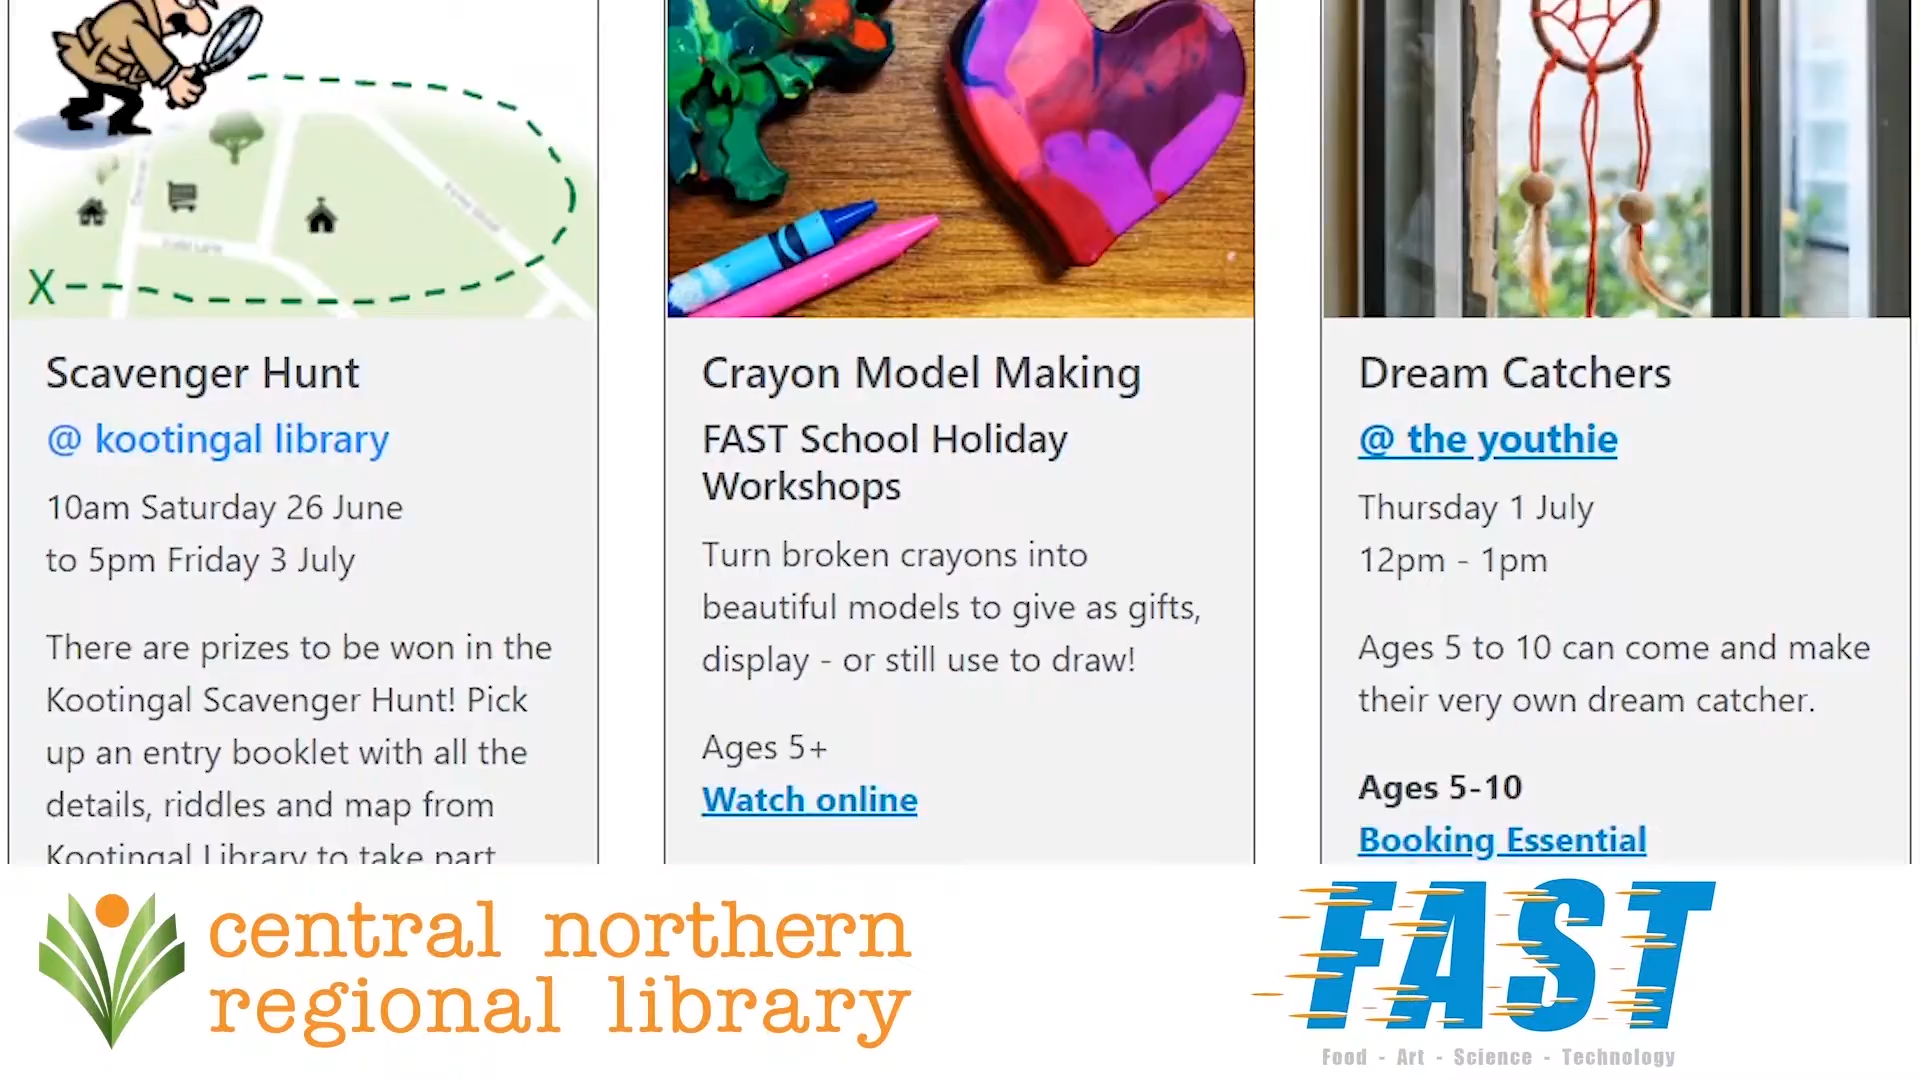 X
Scavenger Hunt
@ kootingal library
10am Saturday 26 June
to 5pm Friday 3 July
There are prizes to be won in the
Kootingal Scavenger Hunt! Pick
up an entry booklet with all the
details, riddles and map from
Kootingal Library to take part
Crayon Model Making
FAST School Holiday
Workshops
Turn broken crayons into
beautiful models to give as gifts,
display - or still use to draw!
Ages 5+
Watch online
Dream Catchers
@ the youthie
Thursday 1 July
12pm - 1pm
Ages 5 to 10 can come and make
their very own dream catcher.
Ages 5-10
Booking Essential
central northern
regional library
FAST
Food - Art - Science - Technology